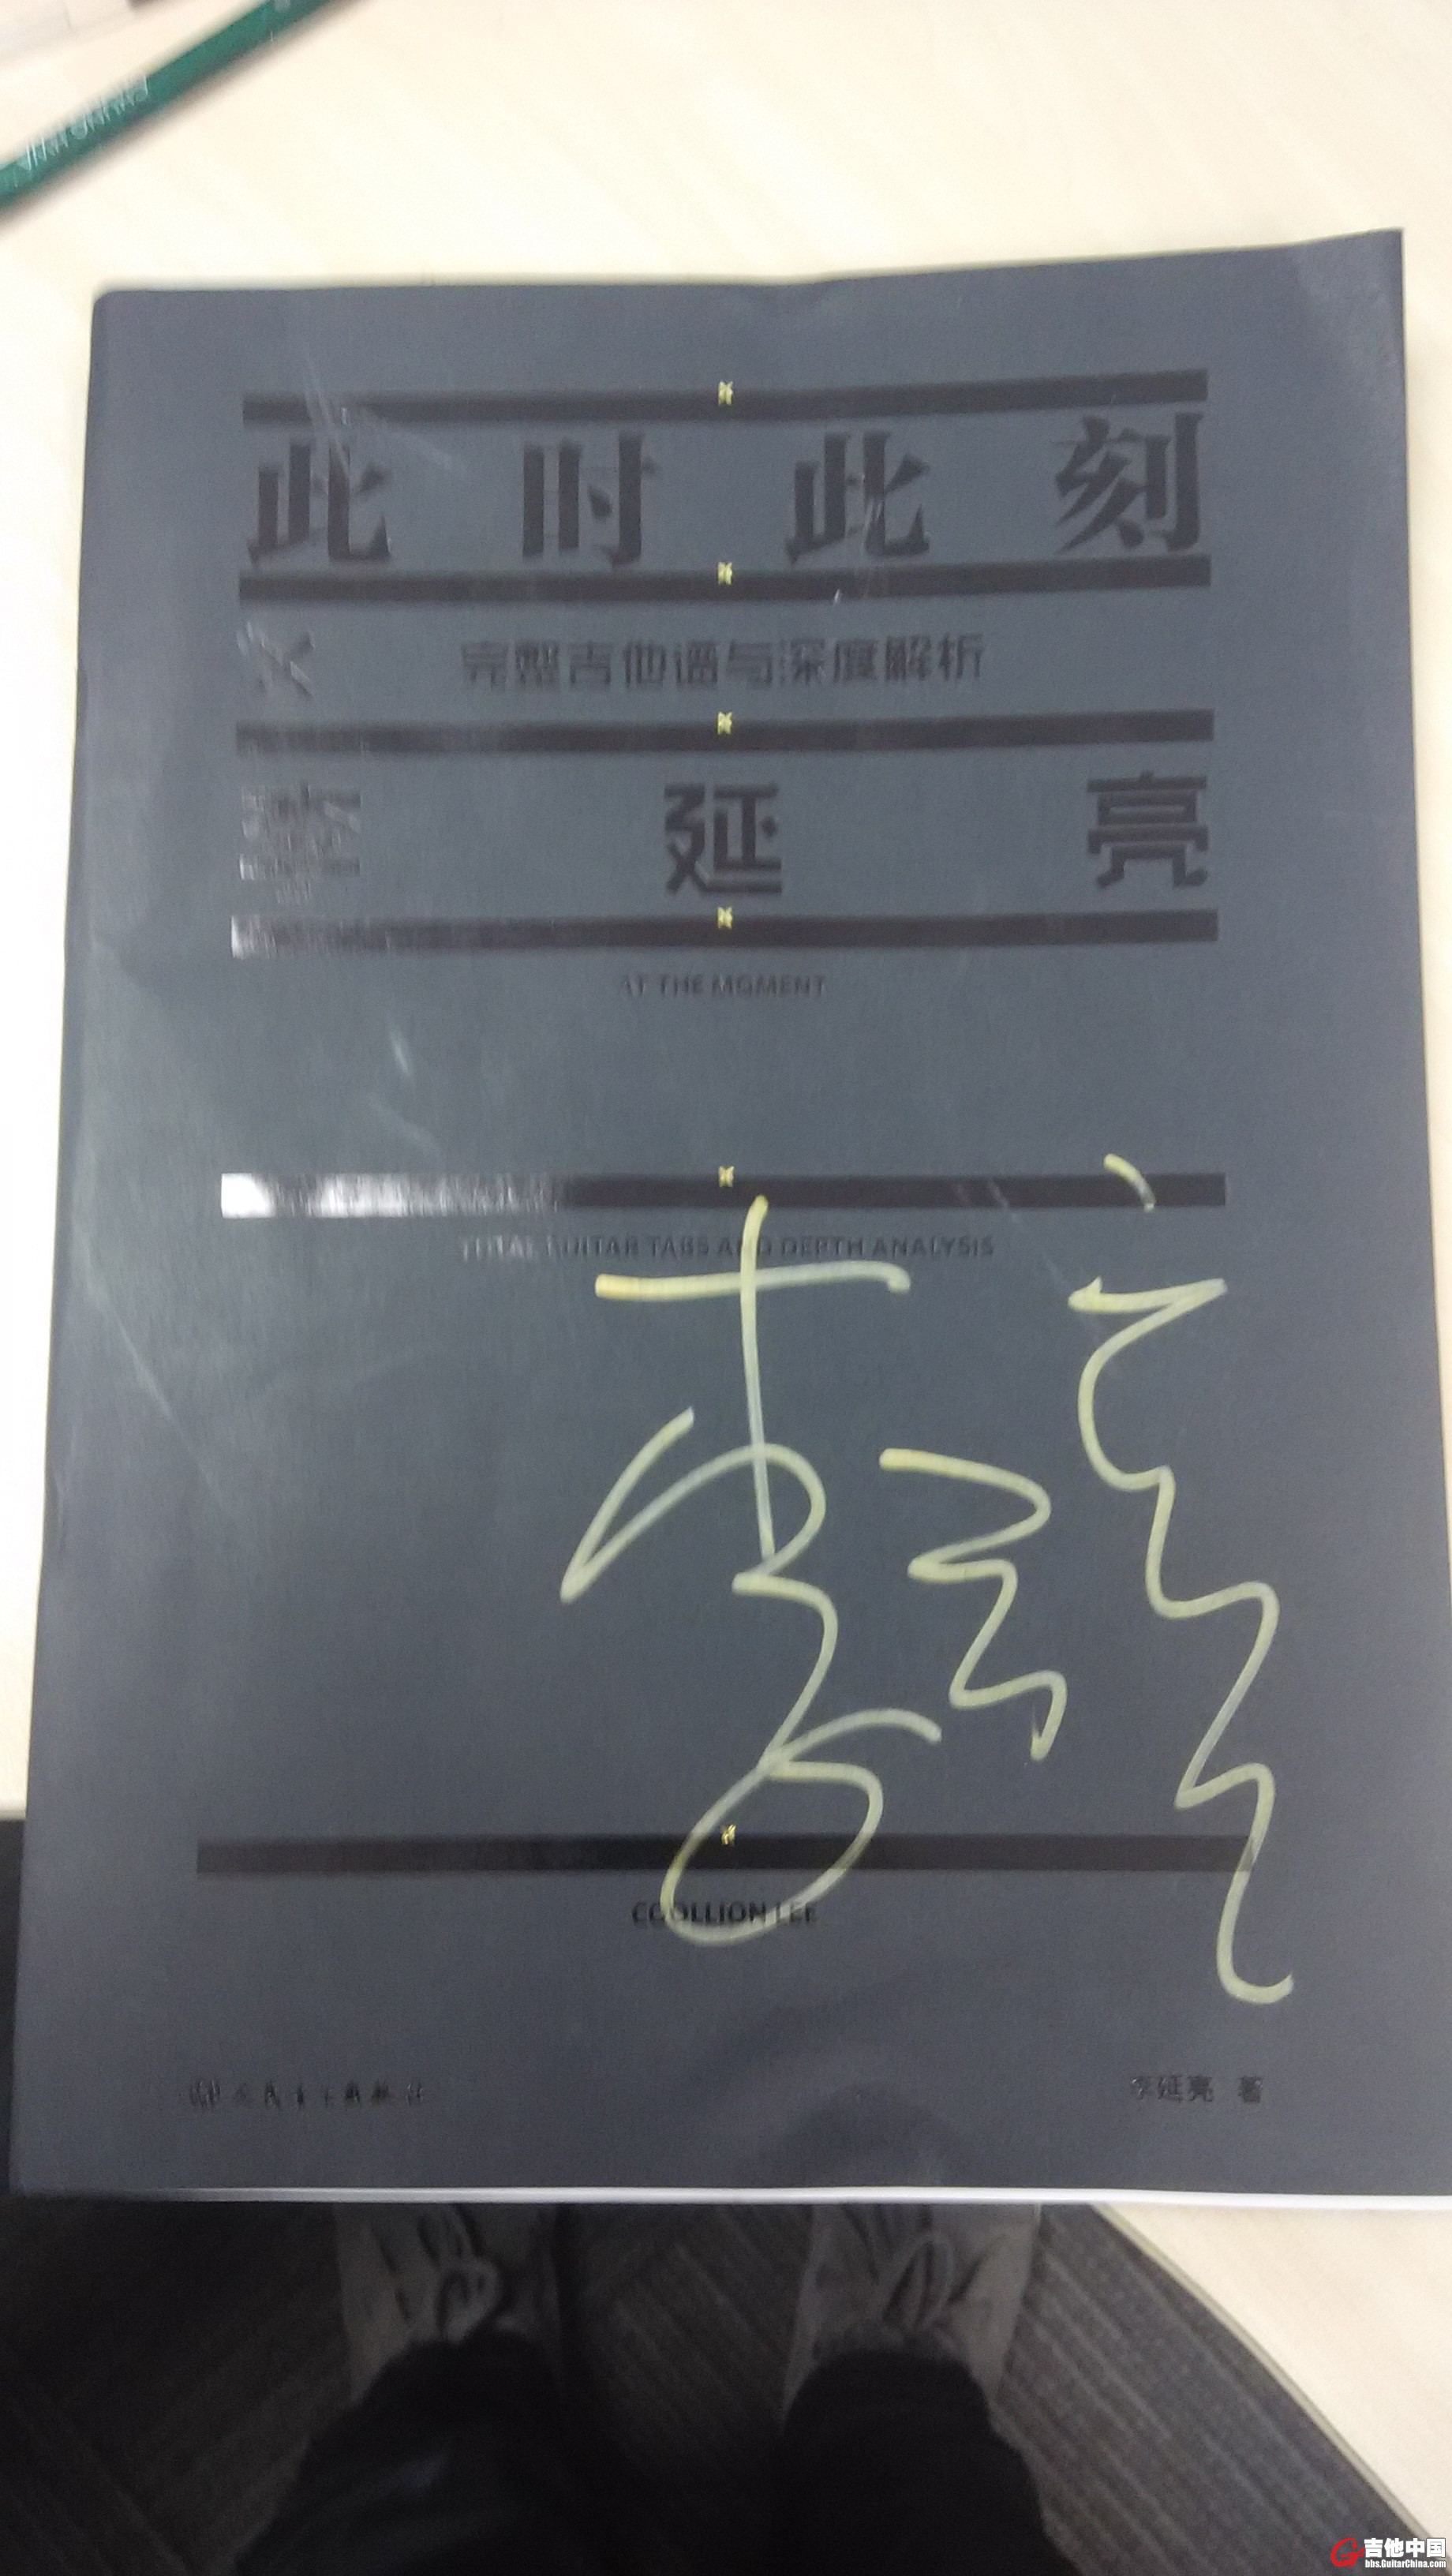 此时此刻
完整吉他谱与深度解析
李延亮
AT THE MOMENT
TOTAL GUITAR TABS AND DEPTH ANALYSIS
COOLLION LEE
李延亮 著
吉他中国
bbs.GuitarChina.com